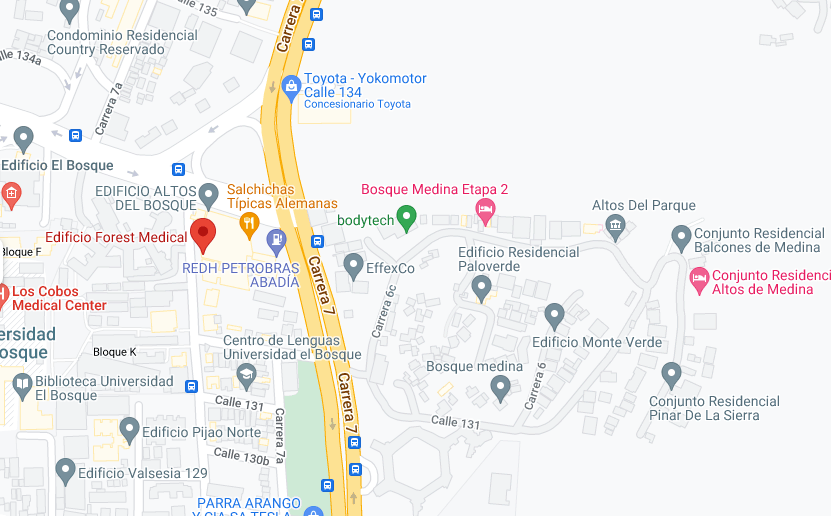 Calle 135
Carrera 7
Condominio Residencial
Country Reservado
lle 134a
Carrera 7a
Toyota - Yokomotor
Calle 134
Concesionario Toyota
Edificio El Bosque
EDIFICIO ALTOS
DEL BOSQUE
Salchichas
Típicas Alemanas
Bosque Medina Etapa 2
bodytech
Altos Del Parque
Edificio Forest Medical
Bloque F
Conjunto Residencial
Balcones de Medina
REDH PETROBRAS
ABADÍA
Carrera 7
EffexCo
Edificio Residencial
Paloverde
Conjunto Residenci
Altos de Medina
Los Cobos
Medical Center
Carrera 6c
ersidad
Bosque
Bloque K
Centro de Lenguas
Universidad el Bosque
Edificio Monte Verde
Biblioteca Universidad
El Bosque
Bosque medina
Carrera 6
Carrera 7
Calle 131
Carrera 7a
Calle 131
Conjunto Residencial
Pinar De La Sierra
Edificio Pijao Norte
Calle 130b
Edificio Valsesia 129
PARRA ARANGO
Y CIA SA TESLA